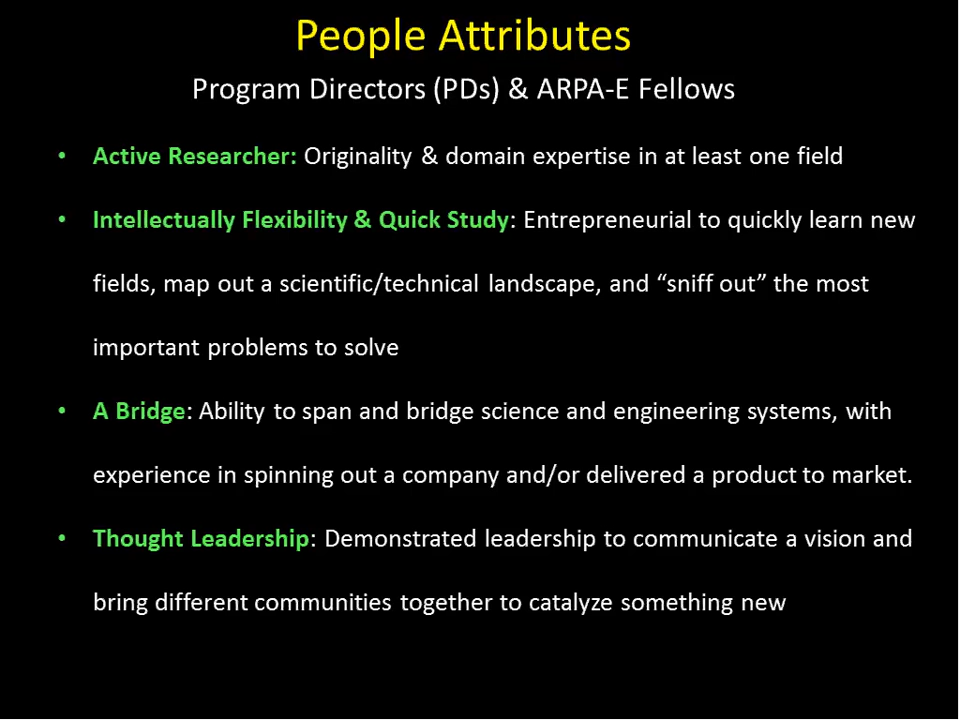 People Attributes
Program Directors (PDs) & ARPA-E Fellows
• Active Researcher: Originality & domain expertise in at least one field
• Intellectually Flexibility & Quick Study: Entrepreneurial to quickly learn new
fields, map out a scientific/technical landscape, and “sniff out” the most
important problems to solve
• A Bridge: Ability to span and bridge science and engineering systems, with
experience in spinning out a company and/or delivered a product to market.
• Thought Leadership: Demonstrated leadership to communicate a vision and
bring different communities together to catalyze something new